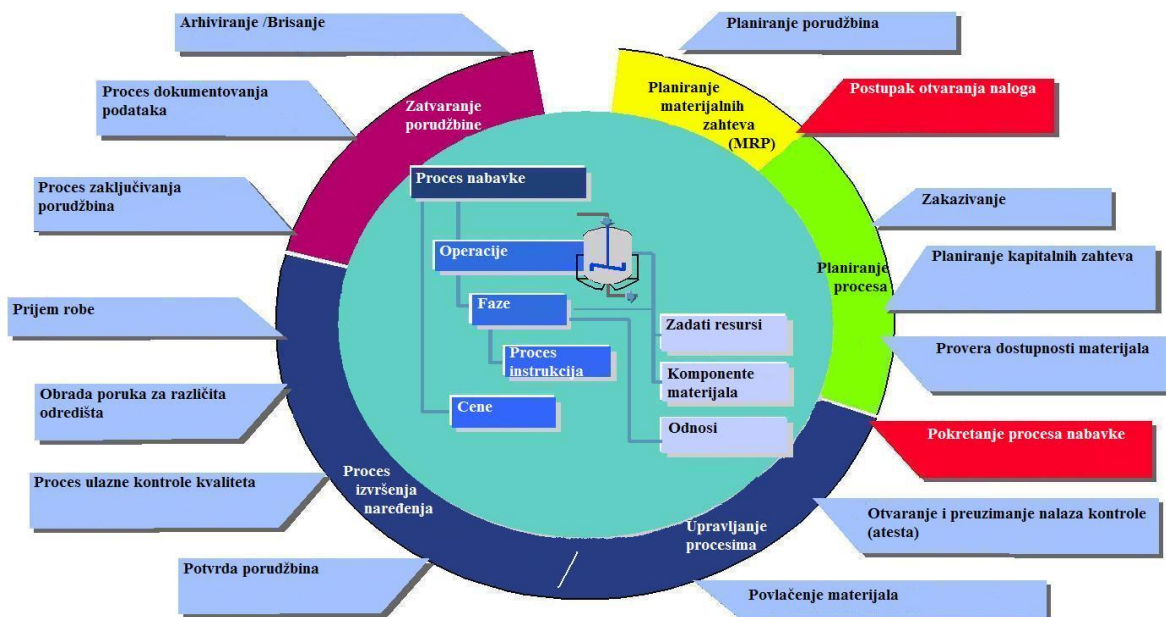 Arhiviranje /Brisanje
Planiranje porudžbina
Proces dokumentovanja
podataka
Zatvaranje
porudžbine
Planiranje
materijalnih
zahteva
(MRP)
Postupak otvaranja naloga
Proces zaključivanja
porudžbina
Proces nabavke
Zakazivanje
Operacije
Planiranje
procesa
Planiranje kapitalnih zahteva
Prijem robe
Faze
Zadati resursi
Provera dostupnosti materijala
Proces
instrukcija
Komponente
materijala
Obrada poruka za različita
odredišta
Cene
Odnosi
Pokretanje procesa nabavke
Proces ulazne kontrole kvaliteta
Proces
izvršenja
naređenja
Upravljanje
procesima
Otvaranje i preuzimanje nalaza kontrole
(atesta)
Potvrda porudžbina
Povlačenje materijala